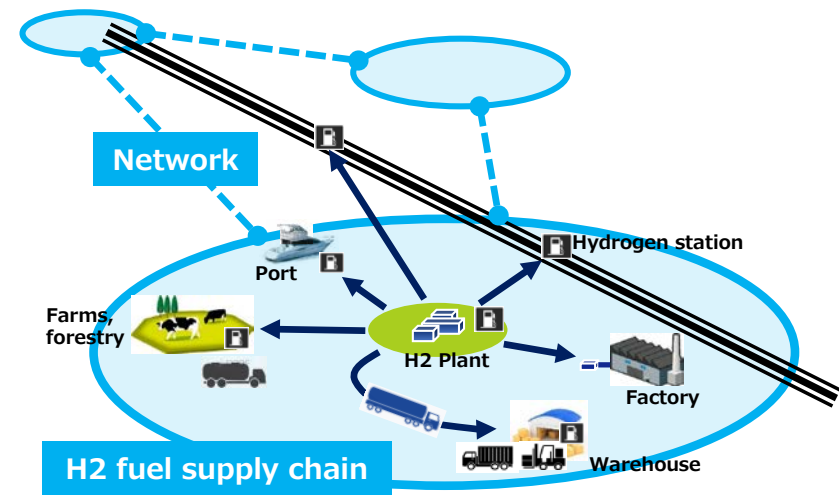 Network
Hydrogen station
Port
Farms,
forestry
H2 Plant
Factory
H2 fuel supply chain
Warehouse